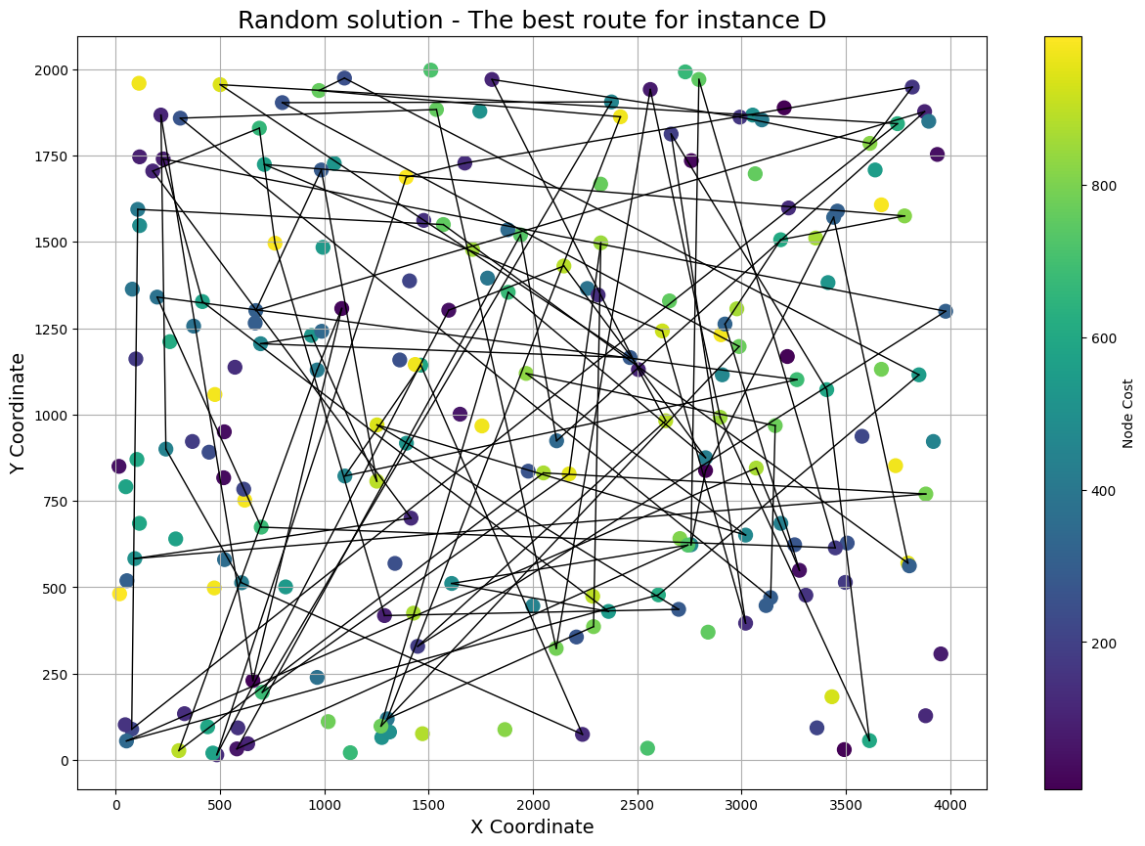 Random solution - The best route for instance D
Y Coordinate
2000
1750
1500
1250
1000
750
500
250
0
0 500 1000 1500 2000 2500 3000 3500 4000
X Coordinate
800
600
400
200
Node Cost